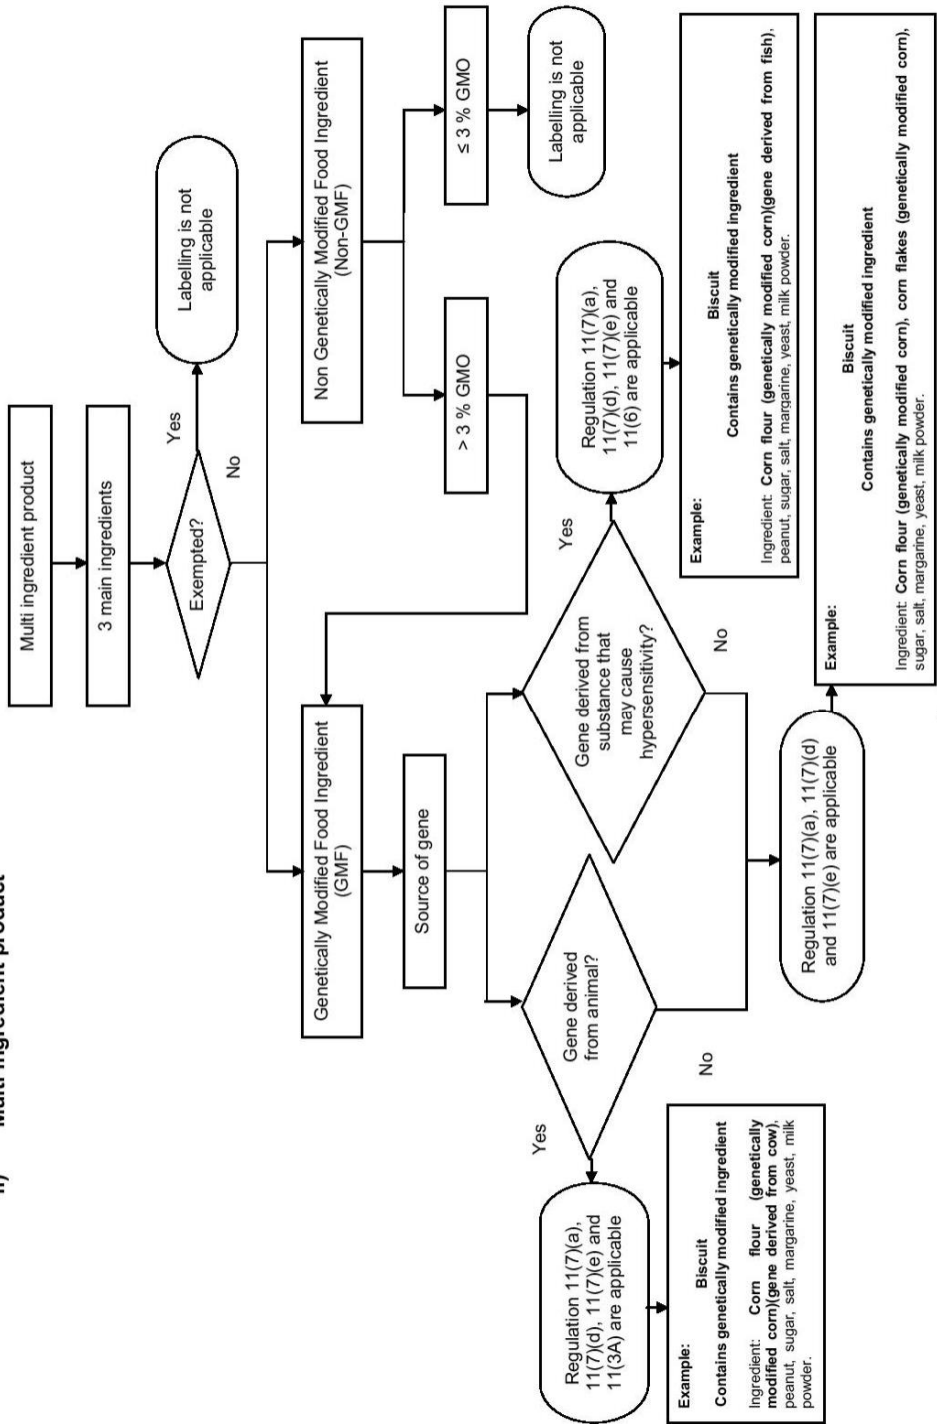 ii) Multi ingredient product
Multi ingredient product
3 main ingredients
Exempted?
Yes
Labelling is not
applicable
No
Genetically Modified Food Ingredient
(GMF)
Non Genetically Modified Food Ingredient
(Non-GMF)
Source of gene
> 3 % GMO
≤ 3 % GMO
Labelling is not
applicable
Gene derived
from animal?
Yes
No
Gene derived from
substance that
may cause
hypersensitivity?
Yes
No
Regulation 11(7)(a),
11(7)(d), 11(7)(e) and
11(3A) are applicable
Regulation 11(7)(a),
11(7)(d), 11(7)(e) and
11(6) are applicable
Example:
Biscuit
Contains genetically modified ingredient
Ingredient: Corn flour (genetically
modified corn)(gene derived from cow),
peanut, sugar, salt, margarine, yeast, milk
powder.
Example:
Biscuit
Contains genetically modified ingredient
Ingredient: Corn flour (genetically modified corn)(gene derived from fish),
peanut, sugar, salt, margarine, yeast, milk powder.
Regulation 11(7)(a), 11(7)(d)
and 11(7)(e) are applicable
Example:
Biscuit
Contains genetically modified ingredient
Ingredient: Corn flour (genetically modified corn), corn flakes (genetically modified corn),
sugar, salt, margarine, yeast, milk powder.